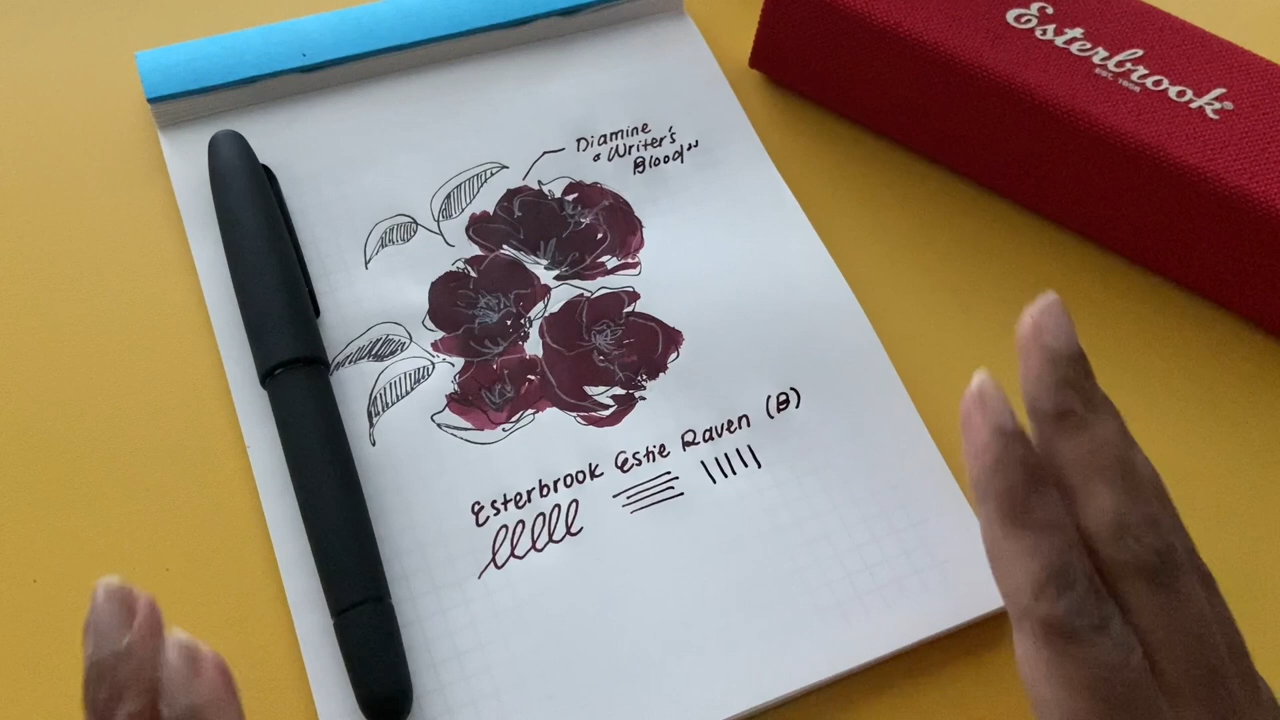 Esterbrook
EST. 1858
Diamine
"Writer's
Blood"
Esterbrook Estie Raven (B)